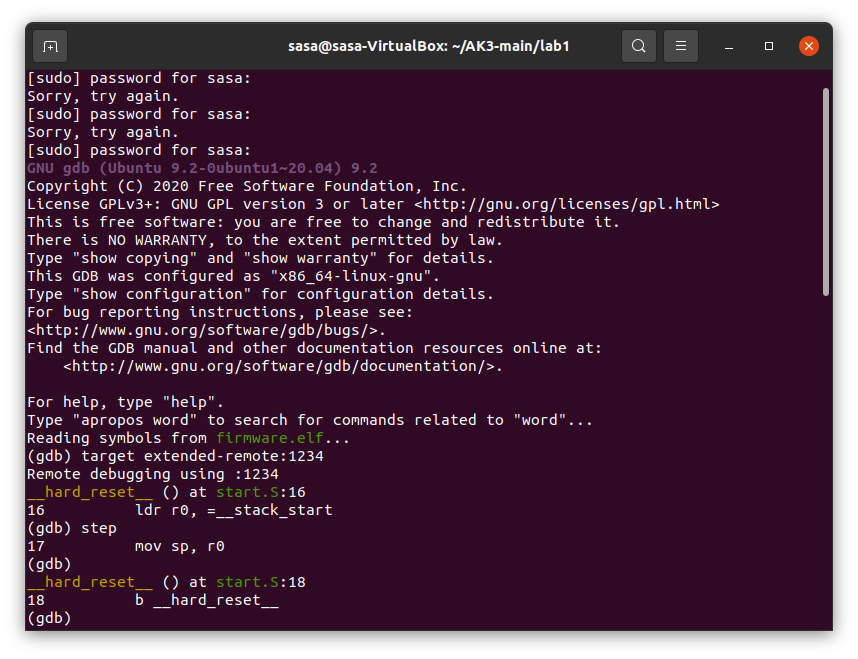 sasa@sasa-VirtualBox: ~/AK3-main/lab1
[sudo] password for sasa:
Sorry, try again.
[sudo] password for sasa:
Sorry, try again.
[sudo] password for sasa:
GNU gdb (Ubuntu 9.2-0ubuntu1~20.04) 9.2
Copyright (C) 2020 Free Software Foundation, Inc.
License GPLv3+: GNU GPL version 3 or later <http://gnu.org/licenses/gpl.html>
This is free software: you are free to change and redistribute it.
There is NO WARRANTY, to the extent permitted by law.
Type "show copying" and "show warranty" for details.
This GDB was configured as "x86_64-linux-gnu".
Type "show configuration" for configuration details.
For bug reporting instructions, please see:
<http://www.gnu.org/software/gdb/bugs/>.
Find the GDB manual and other documentation resources online at:
    <http://www.gnu.org/software/gdb/documentation/>.

For help, type "help".
Type "apropos word" to search for commands related to "word"...
Reading symbols from firmware.elf...
(gdb) target extended-remote:1234
Remote debugging using :1234
__hard_reset__ () at start.S:16
16          ldr r0, =__stack_start
(gdb) step
17          mov sp, r0
(gdb)
__hard_reset__ () at start.S:18
18          b __hard_reset__
(gdb)